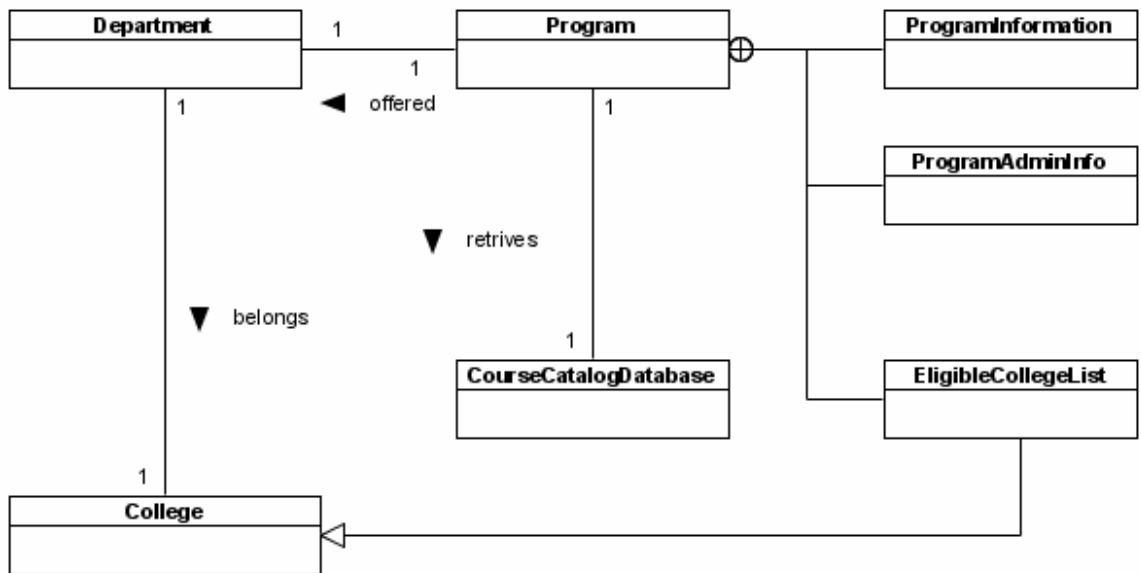 Department
1
Program
ProgramInformation
1
1
offered
1
ProgramAdminInfo
retrives
belongs
1
CourseCatalogDatabase
EligibleCollegeList
1
College